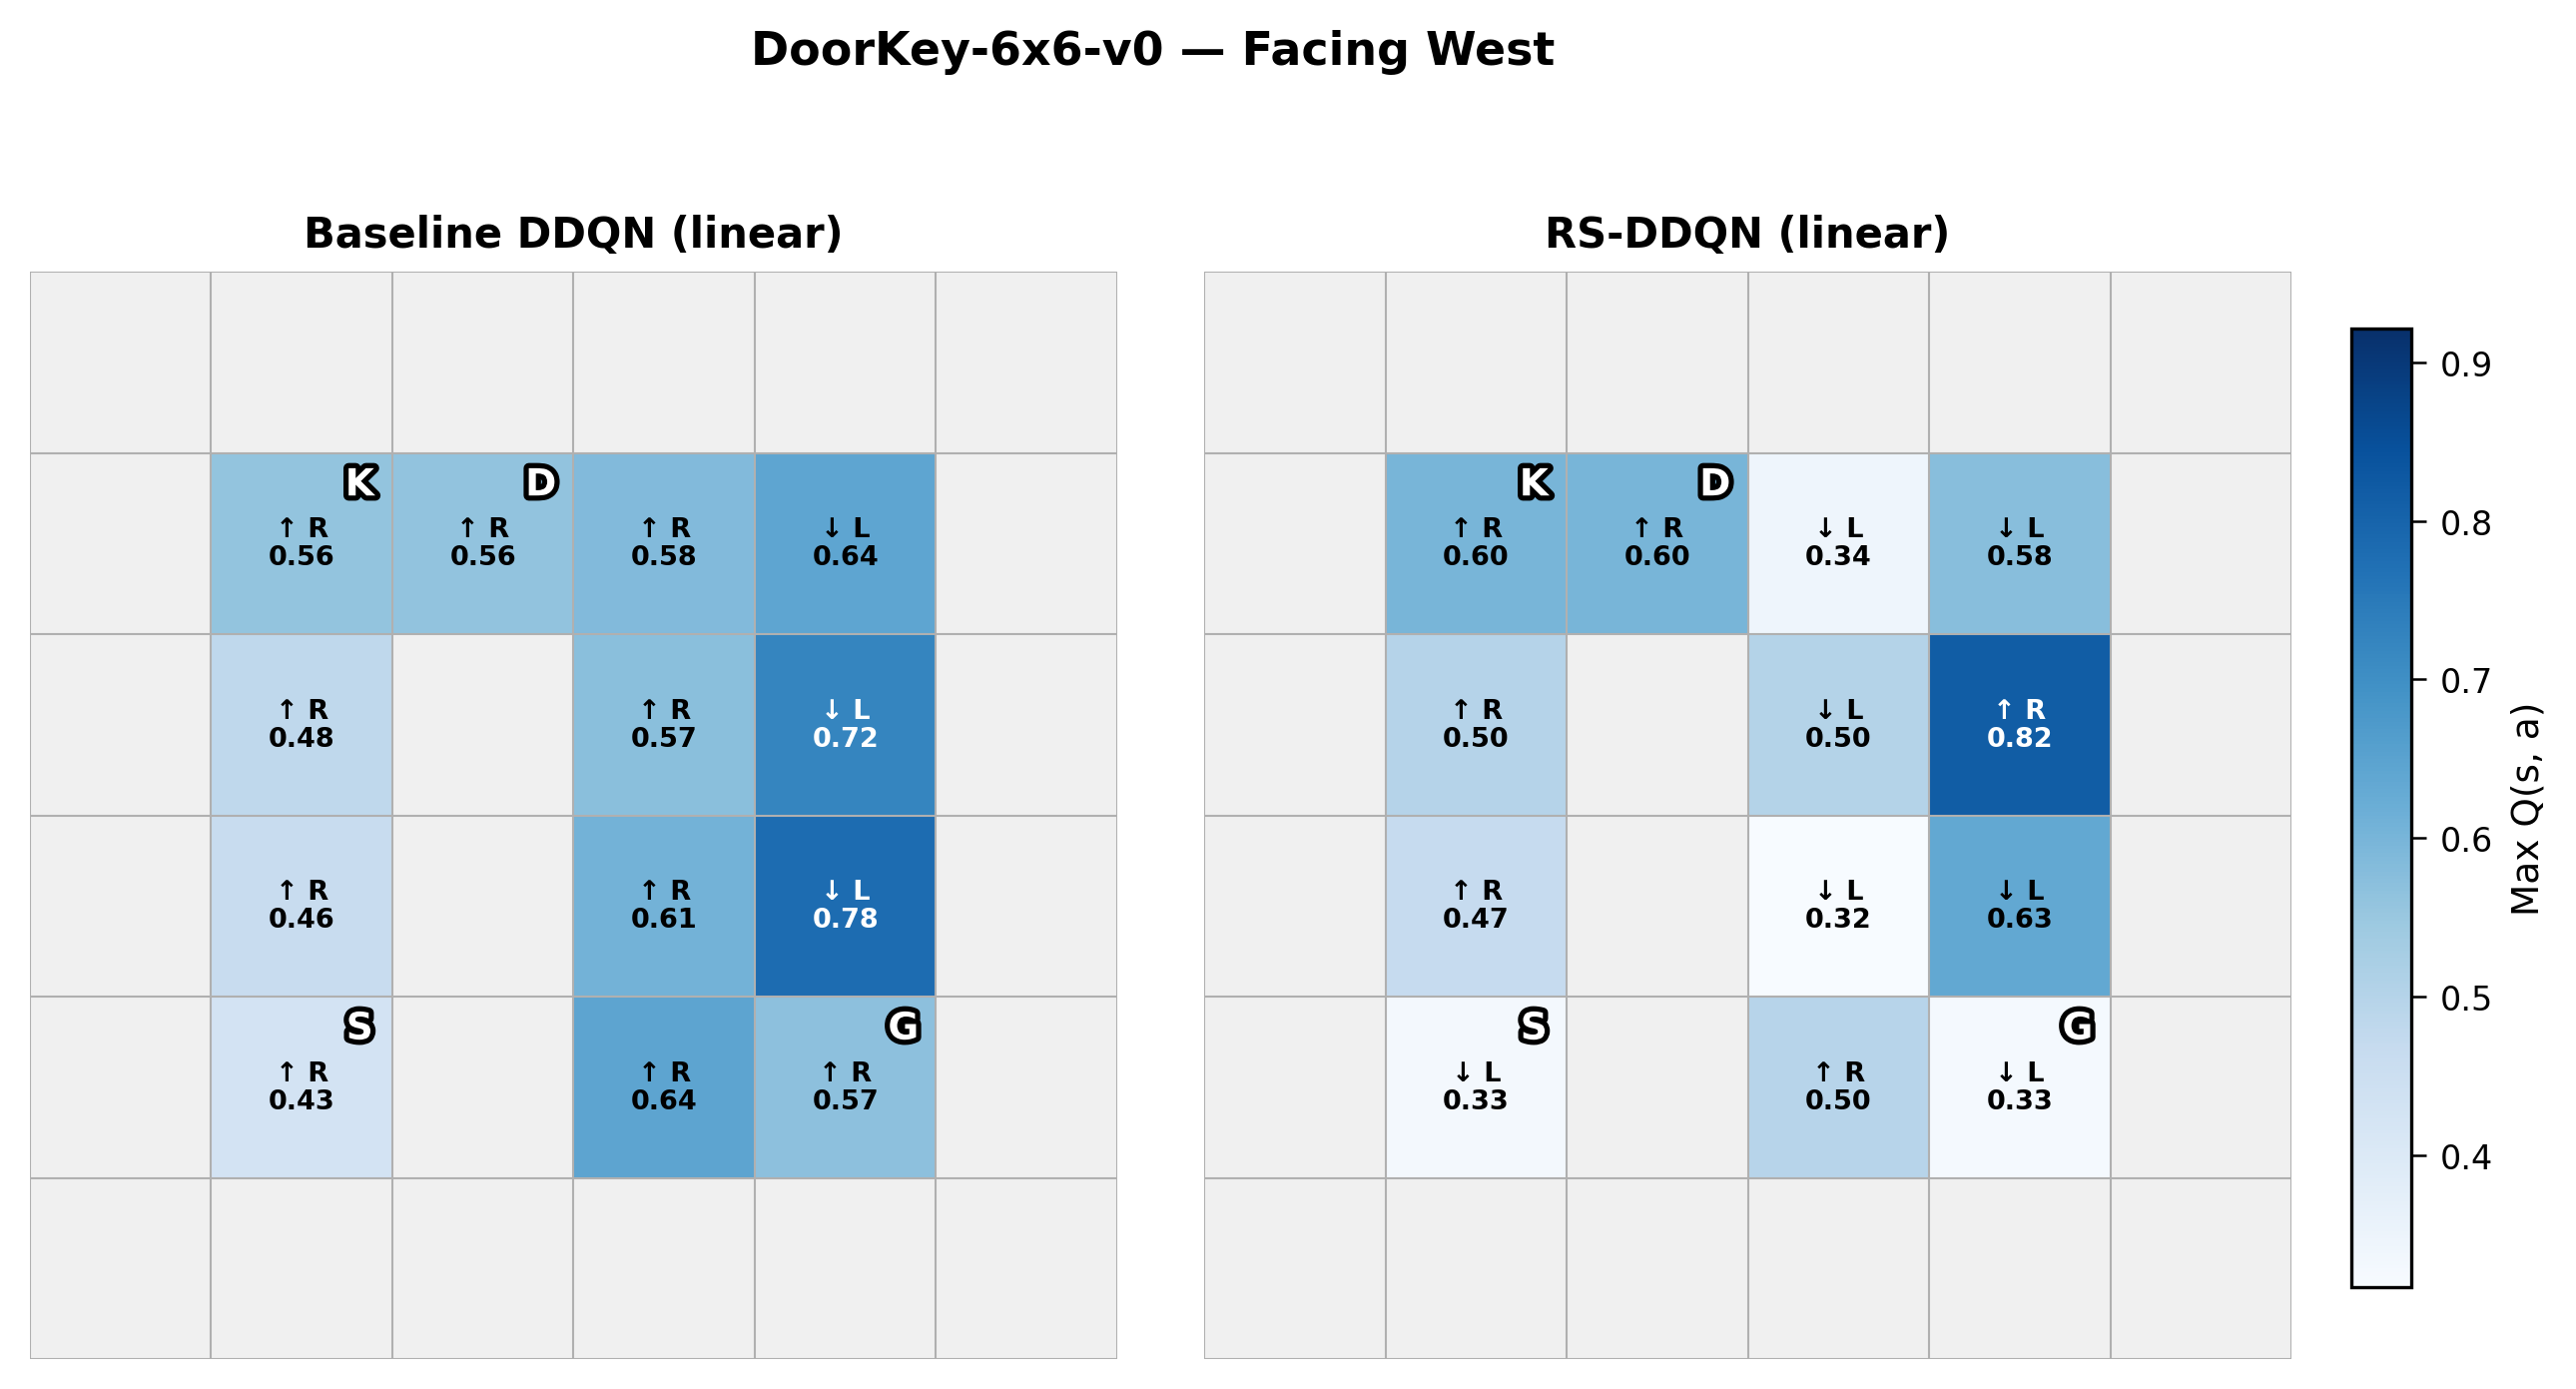 DoorKey-6x6-v0 — Facing West
Baseline DDQN (linear)
K D
↑ R ↑ R ↑ R ↓ L
0.56 0.56 0.58 0.64
↑ R ↑ R ↓ L
0.48 0.57 0.72
↑ R ↑ R ↓ L
0.46 0.61 0.78
S G
↑ R ↑ R ↑ R
0.43 0.64 0.57
RS-DDQN (linear)
K D
↑ R ↑ R ↓ L ↓ L
0.60 0.60 0.34 0.58
↑ R ↓ L ↑ R
0.50 0.50 0.82
↑ R ↓ L ↓ L
0.47 0.32 0.63
S G
↓ L ↑ R ↓ L
0.33 0.50 0.33
0.9
0.8
0.7
0.6
0.5
0.4
Max Q(s, a)